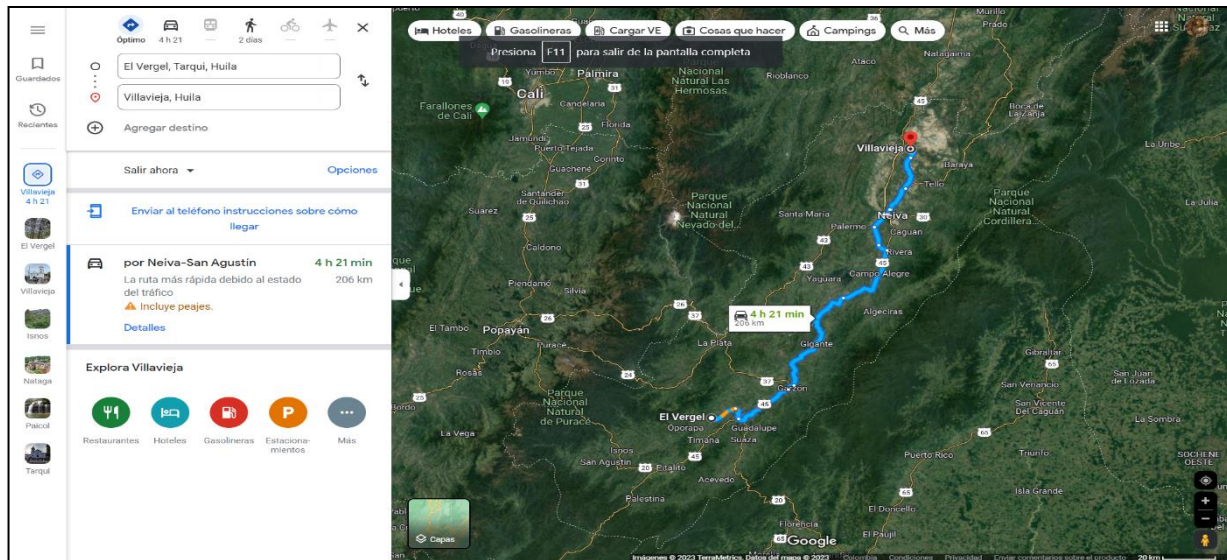 Óptimo
4 h 21
2 días
Guardados
Recientes
Villavieja
4 h 21
El Vergel
Villavieja
Isnos
Nataga
Paicol
Tarqui
El Vergel, Tarqui, Huila
Villavieja, Huila
Agregar destino
Salir ahora
Opciones
Enviar al teléfono instrucciones sobre cómo
llegar
por Neiva-San Agustín
4 h 21 min
La ruta más rápida debido al estado
del tráfico
206 km
Incluye peajes.
Detalles
Explora Villavieja
Restaurantes
Hoteles
Gasolineras
Estaciona-
mientos
Más
Hoteles
Gasolineras
Cargar VE
Cosas que hacer
Campings
Más
Presiona F11 para salir de la pantalla completa
Murillo
Prado
Natagaima
Ataco
Rioblanco
Parque
Nacional
Natural Las
Hermosas
Yumbo
Palmira
Cali
Candelaria
Farallones
de Cali
Florida
Jamundí
Puerto Tejada
Corinto
Guachené
Santander
de Quilichao
Suarez
Caldono
Piendamó
Silvia
El Tambo
Popayán
Timbío
Puracé
Rosas
Parque
Nacional
Natural
de Puracé
La Vega
Parque
Nacional
Natural
Nevado del...
Villavieja
Baraya
Tello
Santa María
Neiva
Palermo
Caguán
Rivera
Yaguara
Campo Alegre
Algeciras
4 h 21 min
206 km
La Plata
Gigante
Garzón
El Vergel
Oporapa
Guadalupe
Timaná
Suaza
Isnos
San Agustin
Pitalito
Acevedo
Palestina
Florencia
El Paujil
El Doncello
Puerto Rico
Parque
Nacional
Natural
Cordillera...
La Uribe
La Julia
Gibraltar
San Juan
de Lozada
San Venancio
San Vicente
Del Caguán
La Sombra
Triunfo
Isla Grande
SOCHENE
OESTE
Capas
Google
Imágenes © 2023 TerraMetrics, Datos del mapa © 2023
Colombia
Condiciones
Privacidad
Enviar comentarios sobre el producto
20 km